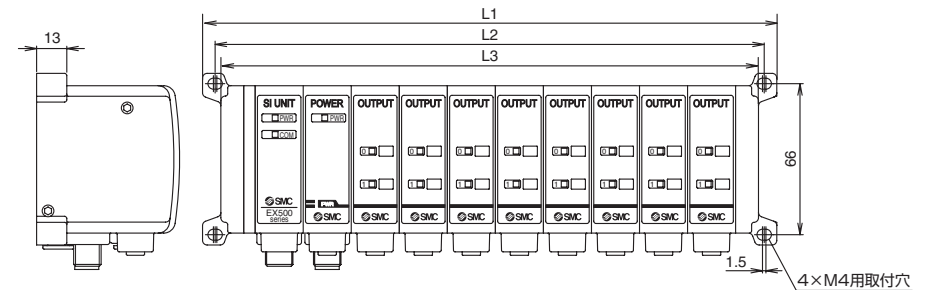 L1
L2
L3
13
SI UNIT POWER OUTPUT OUTPUT OUTPUT OUTPUT OUTPUT OUTPUT OUTPUT OUTPUT
PWR PWR
COM
0 0 0 0 0 0 0 0
1 1 1 1 1 1 1 1
66
PWR
SMC SMC SMC SMC SMC SMC SMC SMC SMC SMC
EX500
series
1.5
4×M4用取付穴